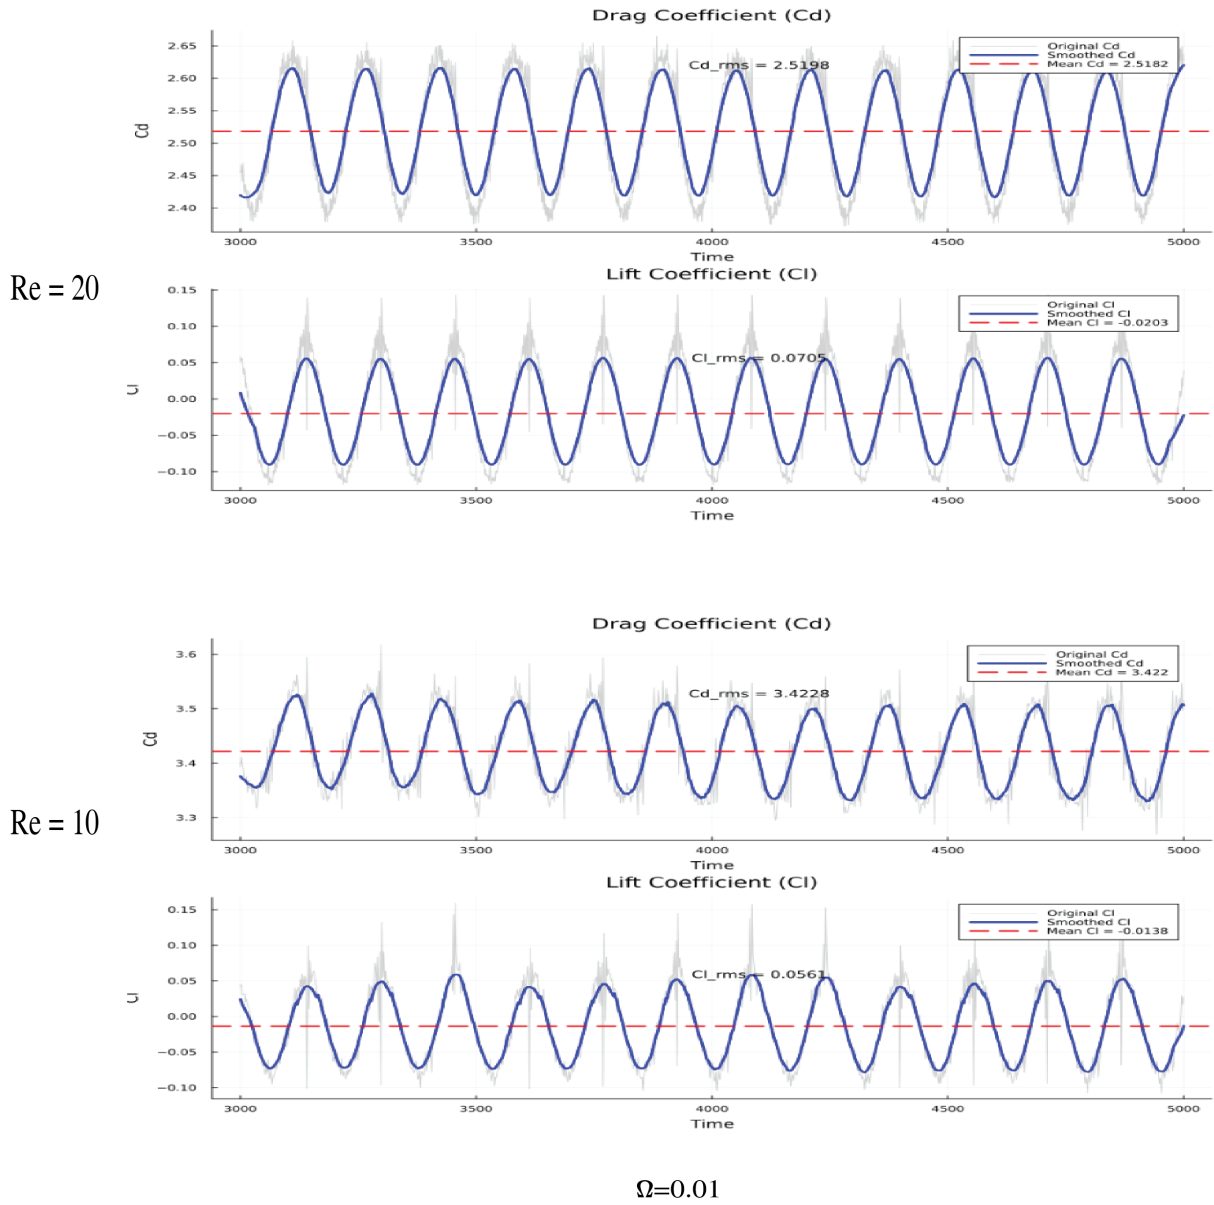 Drag Coefficient (Cd)
2.65
2.60
2.55
2.50
2.45
2.40
Cd
Cd_rms = 2.5198
Original Cd
Smoothed Cd
Mean Cd = 2.5182
3000
3500
4000
4500
5000
Time
Re = 20
Lift Coefficient (Cl)
0.15
0.10
0.05
0.00
−0.05
−0.10
Cl
Cl_rms = 0.0705
Original Cl
Smoothed Cl
Mean Cl = -0.0203
3000
3500
4000
4500
5000
Time
Drag Coefficient (Cd)
3.6
3.5
3.4
3.3
Cd
Cd_rms = 3.4228
Original Cd
Smoothed Cd
Mean Cd = 3.422
3000
3500
4000
4500
5000
Time
Re = 10
Lift Coefficient (Cl)
0.15
0.10
0.05
0.00
−0.05
−0.10
Cl
Cl_rms = 0.0561
Original Cl
Smoothed Cl
Mean Cl = -0.0138
3000
3500
4000
4500
5000
Time
Ω=0.01